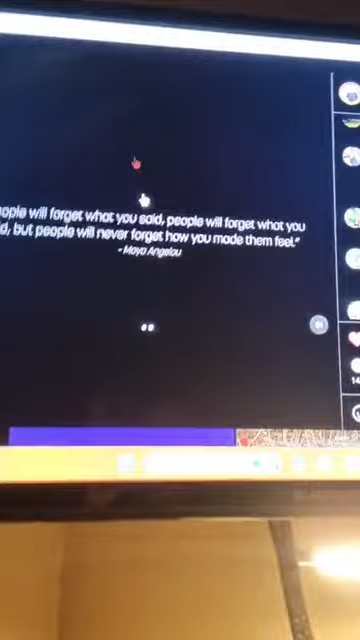 ople will forget what you said, people will forget what you
d, but people will never forget how you made them feel."
- Maya Angelou
14